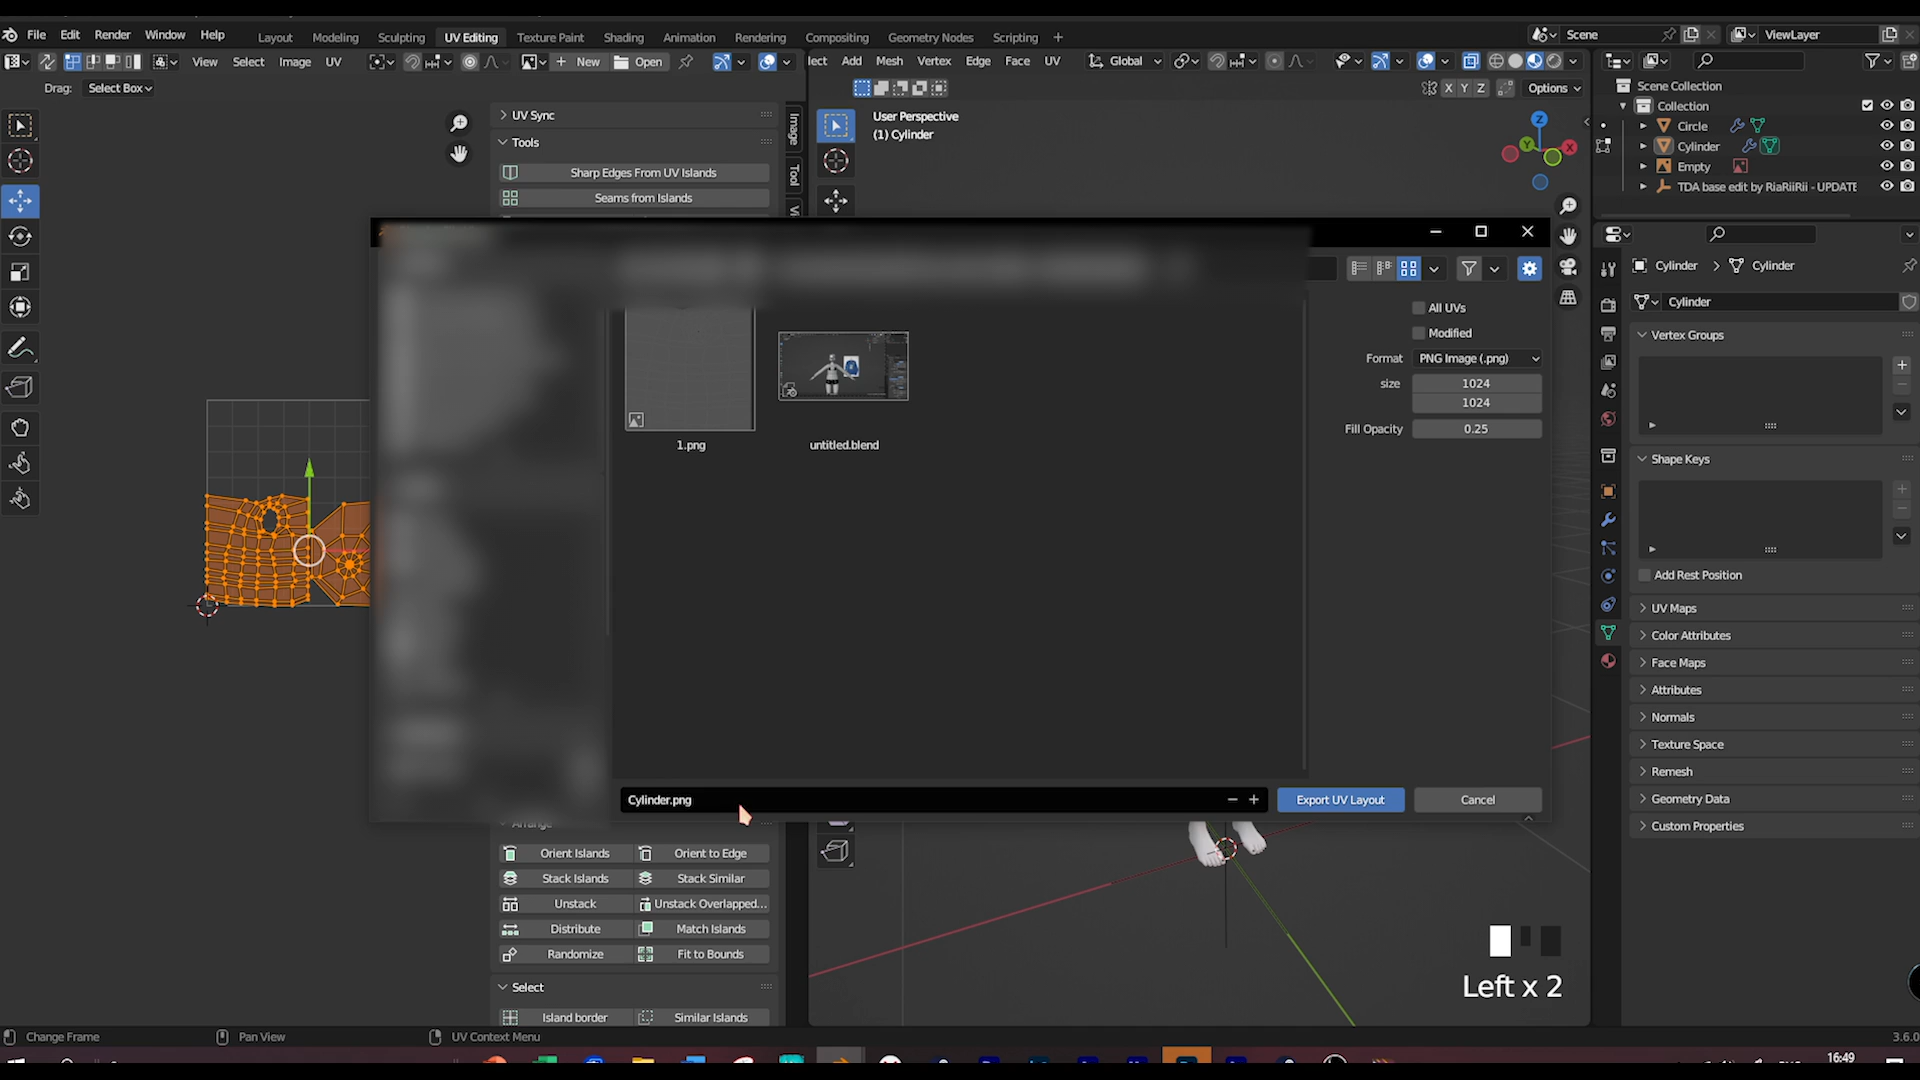 File Edit Render Window Help
Layout Modeling Sculpting UV Editing Texture Paint Shading Animation Rendering Compositing Geometry Nodes Scripting +
Scene
ViewLayer
View Select Image UV
New
Open
lect Add Mesh Vertex Edge Face UV
Global
Drag: Select Box
X Y Z
Options
UV Sync
Tools
Sharp Edges From UV Islands
Seams from Islands
Image
Tool
User Perspective
(1) Cylinder
Z
Y
X
Scene Collection
Collection
Circle
Cylinder
Empty
TDA base edit by RiaRiiRii - UPDATE
Cylinder > Cylinder
Cylinder
Vertex Groups
Shape Keys
Add Rest Position
UV Maps
Color Attributes
Face Maps
Attributes
Normals
Texture Space
Remesh
Geometry Data
Custom Properties
All UVs
Modified
Format PNG Image (.png)
size 1024
1024
Fill Opacity 0.25
1.png
untitled.blend
Cylinder.png
Export UV Layout
Cancel
Arrange
Orient Islands Orient to Edge
Stack Islands Stack Similar
Unstack Unstack Overlapped...
Distribute Match Islands
Randomize Fit to Bounds
Select
Island border Similar Islands
Left x 2
Change Frame
Pan View
UV Context Menu
3.6.0
16:49